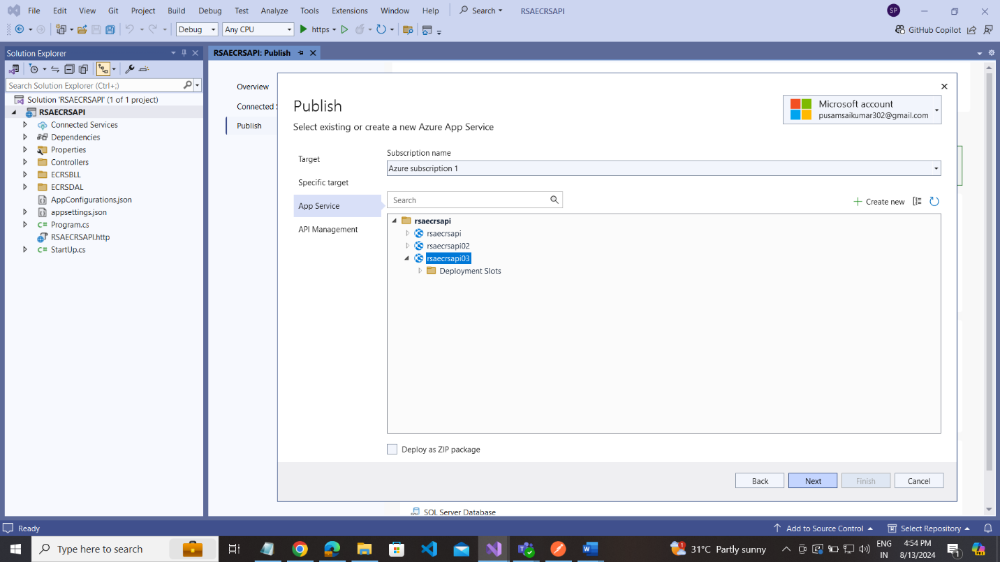 File Edit View Git Project Build Debug Test Analyze Tools Extensions Window Help Search RSAECRSAPI SP
Debug Any CPU https GitHub Copilot
Solution Explorer
Search Solution Explorer (Ctrl+;)
Solution 'RSAECRSAPI' (1 of 1 project)
RSAECRSAPI
Connected Services
Dependencies
Properties
Controllers
ECRSBLL
ECRSDAL
AppConfigurations.json
appsettings.json
C# Program.cs
RSAECRSAPI.http
C# StartUp.cs
RSAECRSAPI: Publish
Overview
Connected S
Publish
Publish
Select existing or create a new Azure App Service
Microsoft account
pusamsaikumar302@gmail.com
Target
Specific target
App Service
API Management
Subscription name
Azure subscription 1
Search
Create new
rsaecrsapi
rsaecrsapi
rsaecrsapi02
rsaecrsapi03
Deployment Slots
Deploy as ZIP package
Back Next Finish Cancel
SQL Server Database
Ready Add to Source Control Select Repository
Type here to search
1 31°C Partly sunny
ENG
IN
4:54 PM
8/13/2024
1
PRE